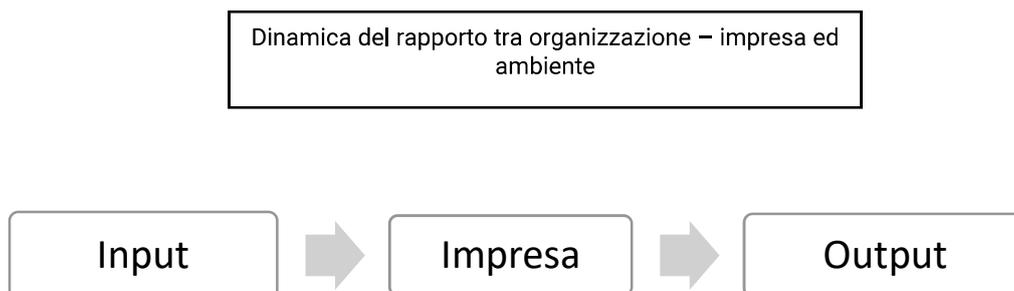 Dinamica del rapporto tra organizzazione – impresa ed
ambiente
Input
Impresa
Output